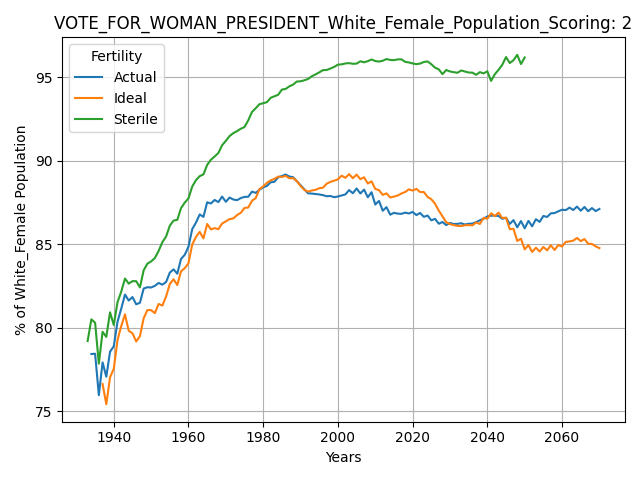 VOTE_FOR_WOMAN_PRESIDENT_White_Female_Population_Scoring: 2
Fertility
Actual
Ideal
Sterile
% of White_Female Population
95
90
85
80
75
1940 1960 1980 2000 2020 2040 2060
Years